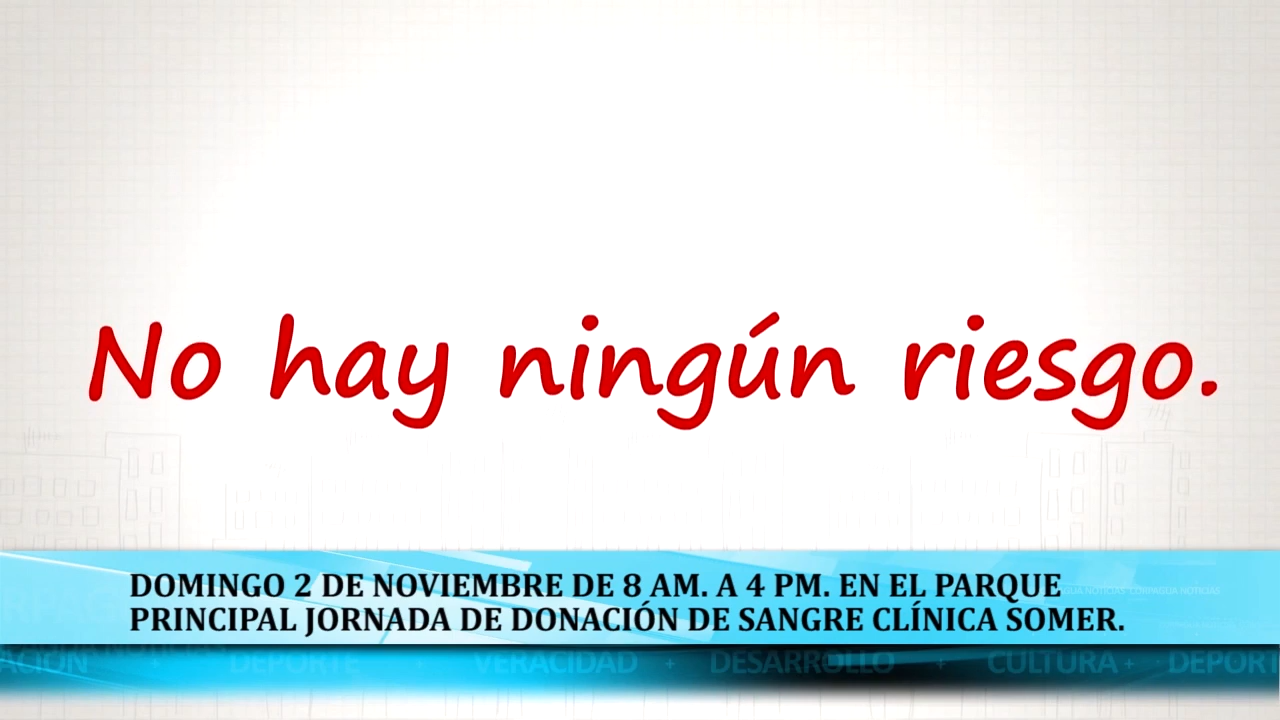 No hay ningún riesgo.
DOMINGO 2 DE NOVIEMBRE DE 8 AM. A 4 PM. EN EL PARQUE
PRINCIPAL JORNADA DE DONACIÓN DE SANGRE CLÍNICA SOMER.
DEPORTE + VERACIDAD + DESARROLLO + CULTURA + DEPORT